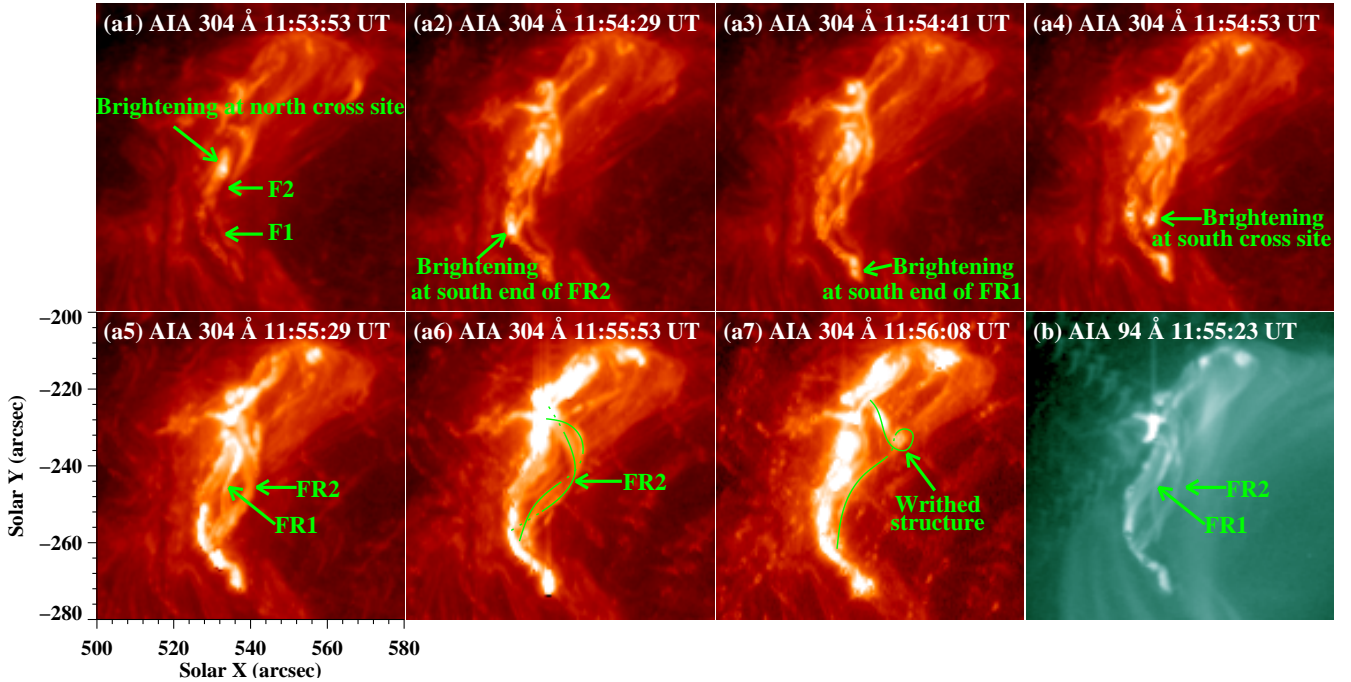 (a1) AIA 304 Å 11:53:53 UT
Brightening at north cross site
F2
F1
(a2) AIA 304 Å 11:54:29 UT
Brightening
at south end of FR2
(a3) AIA 304 Å 11:54:41 UT
Brightening
at south end of FR1
(a4) AIA 304 Å 11:54:53 UT
Brightening
at south cross site
(a5) AIA 304 Å 11:55:29 UT
FR2
FR1
(a6) AIA 304 Å 11:55:53 UT
FR2
(a7) AIA 304 Å 11:56:08 UT
Writhed
structure
(b) AIA 94 Å 11:55:23 UT
FR2
FR1
−200
−220
−240
−260
−280
Solar Y (arcsec)
500 520 540 560 580
Solar X (arcsec)